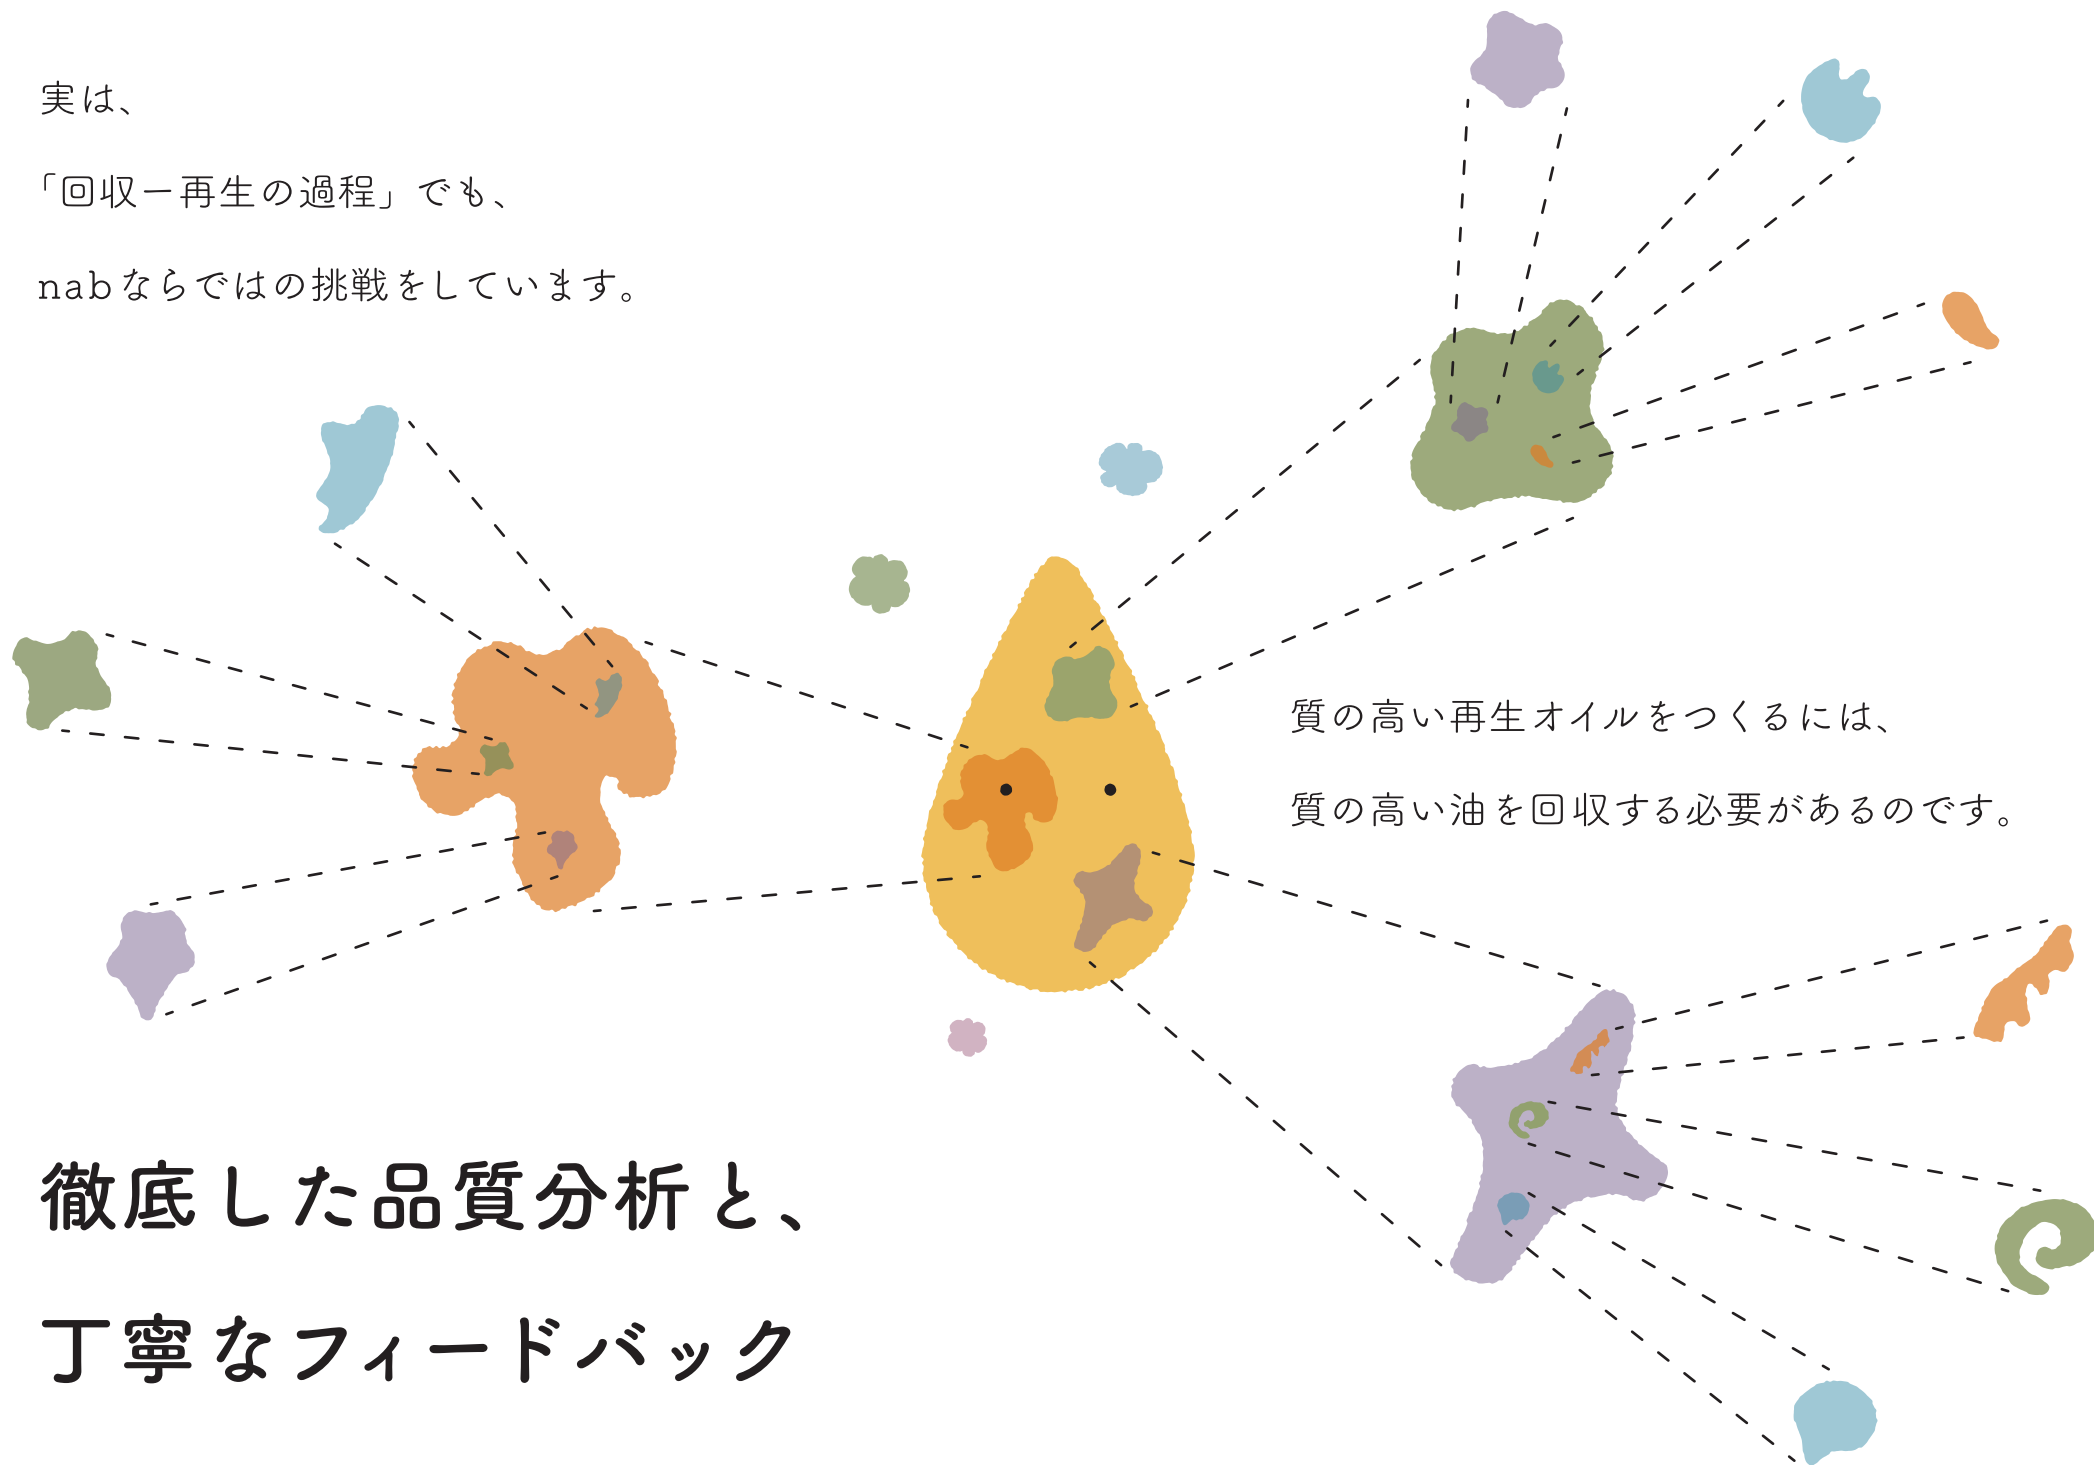 実は、
「回収ー再生の過程」でも、
nabならではの挑戦をしています。
質の高い再生オイルをつくるには、
質の高い油を回収する必要があるのです。
徹底した品質分析と、
丁寧なフィードバック